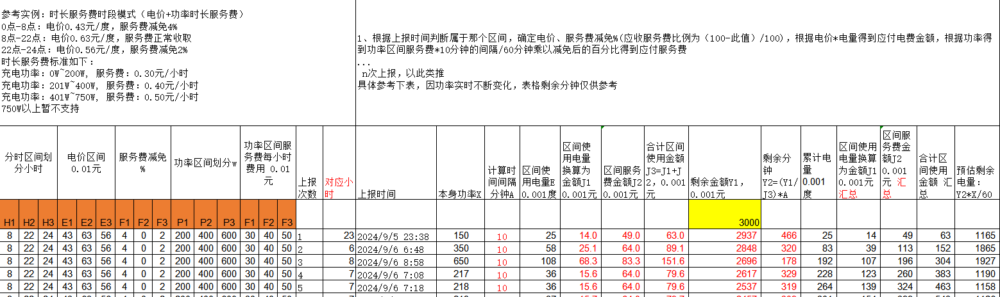 参考实例：时长服务费时段模式（电价+功率时长服务费）
0点-8点：电价0.43元/度，服务费减免4%
8点-22点：电价0.63元/度，服务费正常收取
22点-24点：电价0.56元/度，服务费减免2%
时长服务费标准如下：
充电功率：0W~200W, 服务费：0.30元/小时
充电功率：201W~400W, 服务费：0.40元/小时
充电功率：401W~750W, 服务费：0.50元/小时
750W以上暂不支持
1、根据上报时间判断属于那个区间，确定电价、服务费减免%(应收服务费比例为（100-此值）/100)，根据电价*电量得到应付电费金额，根据功率得
到功率区间服务费*10分钟的间隔/60分钟乘以减免后的百分比得到应付服务费
...
n次上报，以此类推
具体参考下表，因功率实时不断变化，表格剩余分钟仅供参考
分时区间划分小时 电价区间 0.01元 服务费减免% 功率区间划分w 功率区间服务费每小时费用 0.01元 上报次数 对应小时 上报时间 本身功率X 计算时间间隔分钟A 区间使用电量E 0.001度 区间使用电量换算为金额J1 0.001元 区间服务费金额J2 0.001元 合计区间使用金额J3=J1+J2，0.001元 剩余金额Y1，0.001元 剩余分钟Y2=(Y1/J3)*A 累计电量 0.001度 区间使用电量换算为金额J1 0.001元 汇总 区间服务费金额J2 0.001元 汇总 合计区间使用金额 汇总 预估剩余电量：Y2*X/60
H1 H2 H3 E1 E2 E3 F1 F2 F3 P1 P2 P3 F1 F2 F3 3000
8 22 24 43 63 56 4 0 2 200 400 600 30 40 50 1 23 2024/9/5 23:38 150 10 25 14.0 49.0 63.0 2937 466 25 14 49 63 1165
8 22 24 43 63 56 4 0 2 200 400 600 30 40 50 2 6 2024/9/6 6:48 350 10 58 25.1 64.0 89.1 2848 320 83 39 113 152 1865
8 22 24 43 63 56 4 0 2 200 400 600 30 40 50 3 8 2024/9/6 8:58 650 10 108 68.3 83.3 151.6 2696 178 192 107 196 304 1927
8 22 24 43 63 56 4 0 2 200 400 600 30 40 50 4 7 2024/9/6 7:08 217 10 36 15.6 64.0 79.6 2617 329 228 123 260 383 1190
8 22 24 43 63 56 4 0 2 200 400 600 30 40 50 5 7 2024/9/6 7:18 218 10 36 15.6 64.0 79.6 2537 319 264 139 324 463 1158